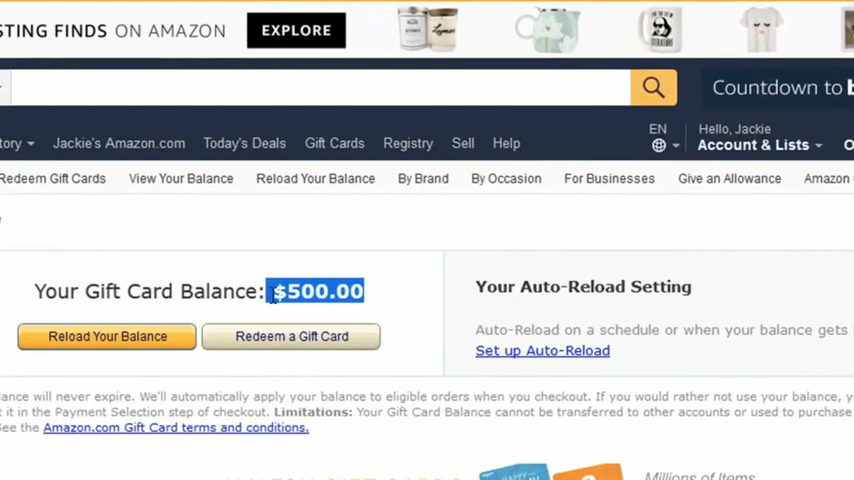 STING FINDS ON AMAZON EXPLORE
Countdown to b
tory Jackie's Amazon.com Today's Deals Gift Cards Registry Sell Help EN Hello, Jackie
Account & Lists O
Redeem Gift Cards View Your Balance Reload Your Balance By Brand By Occasion For Businesses Give an Allowance Amazon
Your Gift Card Balance: $500.00
Reload Your Balance Redeem a Gift Card
Your Auto-Reload Setting
Auto-Reload on a schedule or when your balance gets
Set up Auto-Reload
lance will never expire. We'll automatically apply your balance to eligible orders when you checkout. If you would rather not use your balance, y
t it in the Payment Selection step of checkout. Limitations: Your Gift Card Balance cannot be transferred to other accounts or used to purchase
See the Amazon.com Gift Card terms and conditions.
Millions of Items